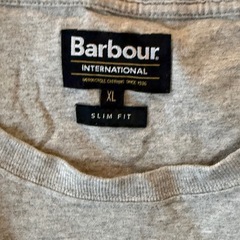 Barbour
INTERNATIONAL
XL
SLIM FIT